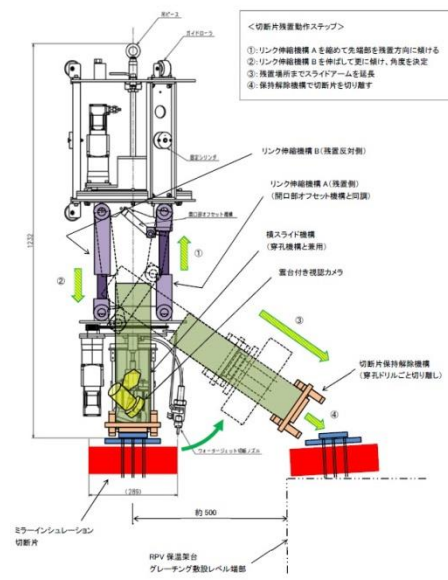 吊ピース
ガイドローラ
＜切断片残置動作ステップ＞
①：リンク伸縮機構 A を縮めて先端部を残置方向に傾ける
②：リンク伸縮機構 B を伸ばして更に傾け、角度を決定
③：残置場所までスライドアームを延長
④：保持解除機構で切断片を切り離す
固定シリンダ
リンク伸縮機構 B（残置反対側）
開口部オフセット機構
リンク伸縮機構 A（残置側）
（開口部オフセット機構と同調）
1232
①
横スライド機構
（穿孔機構と兼用）
②
雲台付き視認カメラ
③
切断片保持解除機構
（穿孔ドリルごと切り離し）
④
ウォータージェット切断ノズル
(286)
約 500
ミラーインシュレーション
切断片
RPV 保温架台
グレーチング敷設レベル端部